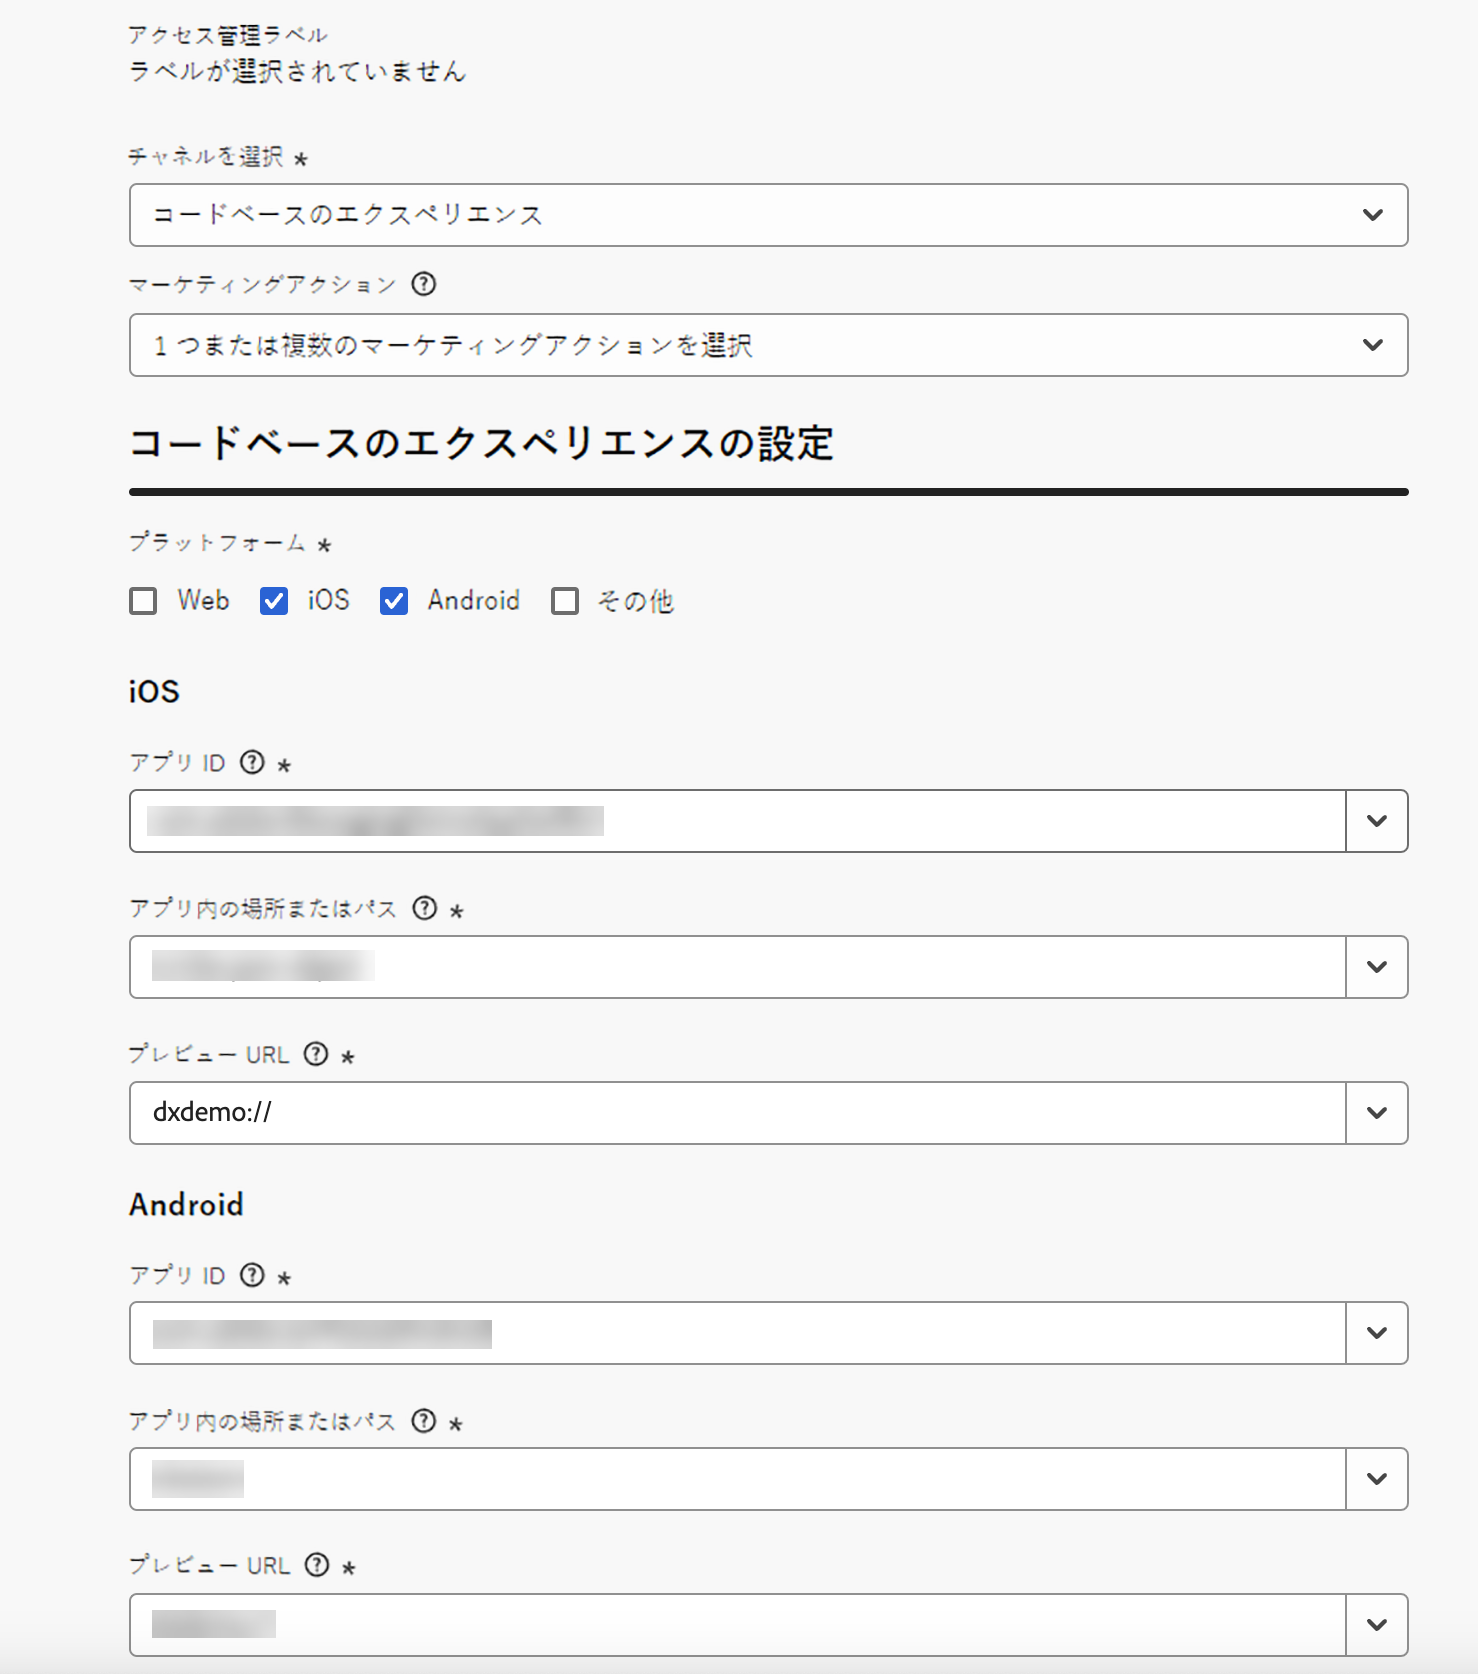 アクセス管理ラベル
ラベルが選択されていません
チャネルを選択 *
コードベースのエクスペリエンス
マーケティングアクション ?
1 つまたは複数のマーケティングアクションを選択
コードベースのエクスペリエンスの設定
プラットフォーム *
Web iOS Android その他
iOS
アプリ ID ? *
アプリ内の場所またはパス ? *
プレビュー URL ? *
dxdemo://
Android
アプリ ID ? *
アプリ内の場所またはパス ? *
プレビュー URL ? *